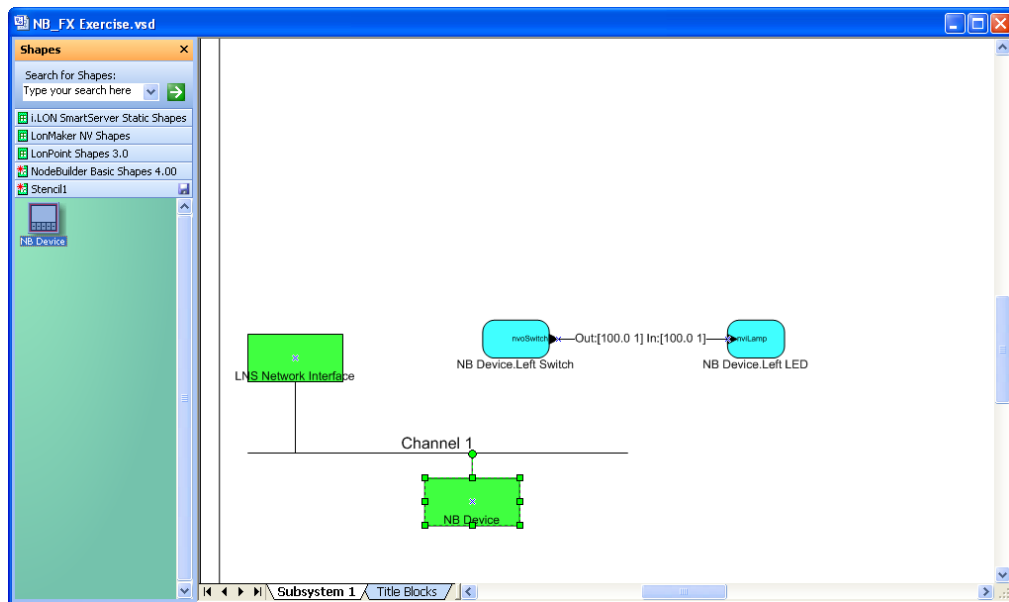 NB_FX Exercise.vsd
Shapes
Search for Shapes:
Type your search here
i.LON SmartServer Static Shapes
LonMaker NV Shapes
LonPoint Shapes 3.0
NodeBuilder Basic Shapes 4.00
Stencil1
NB Device
nvoSwitch
Out:[100.0 1] In:[100.0 1]
nviLamp
NB Device.Left Switch
NB Device.Left LED
LNS Network Interface
Channel 1
NB Device
Subsystem 1
Title Blocks